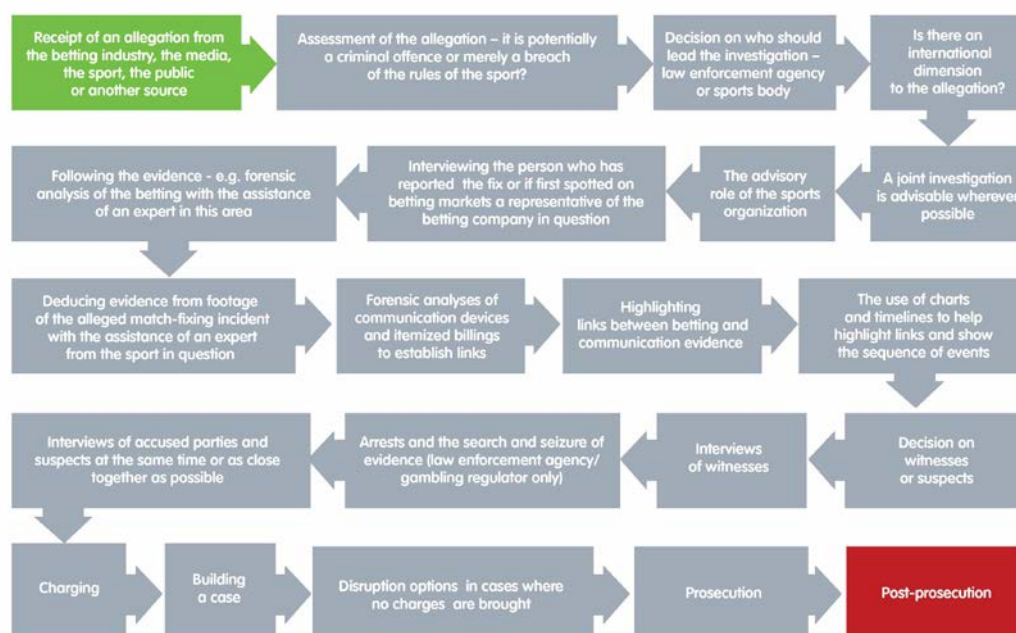 Receipt of an allegation from
the betting industry, the media,
the sport, the public
or another source
Assessment of the allegation – it is potentially
a criminal offence or merely a breach
of the rules of the sport?
Decision on who should
lead the investigation –
law enforcement agency
or sports body
Is there an
international
dimension
to the allegation?
A joint investigation
is advisable wherever
possible
The advisory
role of the sports
organization
Interviewing the person who has
reported the fix or if first spotted on
betting markets a representative of the
betting company in question
Following the evidence - e.g. forensic
analysis of the betting with the assistance
of an expert in this area
Deducing evidence from footage
of the alleged match-fixing incident
with the assistance of an expert
from the sport in question
Forensic analyses of
communication devices
and itemized billings
to establish links
Highlighting
links between betting and
communication evidence
The use of charts
and timelines to help
highlight links and show
the sequence of events
Decision on
witnesses
or suspects
Interviews
of witnesses
Arrests and the search and seizure of
evidence (law enforcement agency/
gambling regulator only)
Interviews of accused parties and
suspects at the same time or as close
together as possible
Charging
Building
a case
Disruption options in cases where
no charges are brought
Prosecution
Post-prosecution